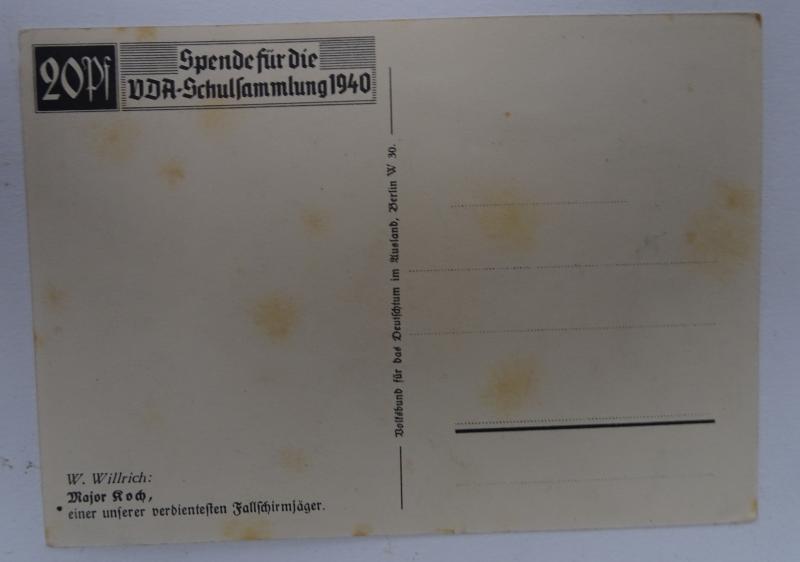 20Pf
Spende für die
VDA-Schulsammlung 1940
Volksbund für das Deutschtum im Ausland, Berlin W 30.
W. Willrich:
Major Koch,
einer unserer verdientesten Fallschirmjäger.